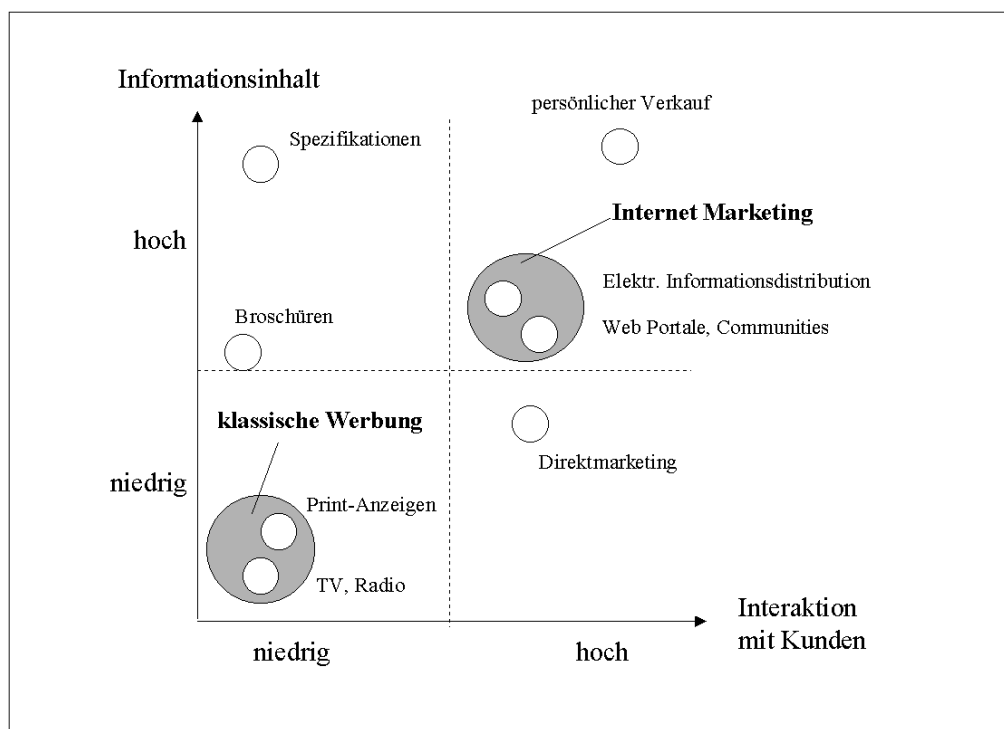 Informationsinhalt
persönlicher Verkauf
Spezifikationen
Internet Marketing
hoch
Elektr. Informationsdistribution
Broschüren
Web Portale, Communities
klassische Werbung
Direktmarketing
niedrig
Print-Anzeigen
TV, Radio
Interaktion
mit Kunden
niedrig
hoch